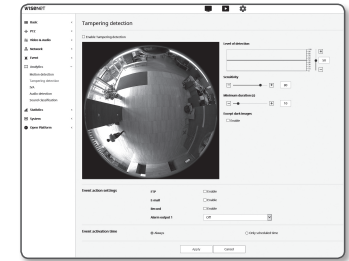 WISENET
Basic
PTZ
Video & Audio
Network
Event
Analytics
Motion detection
Tampering detection
IVA
Audio detection
Sound classification
Statistics
System
Open Platform
Tampering detection
Enable tampering detection
Level of detection
50
Sensitivity
80
Minimum duration (s)
Except dark images
Enable
Event action settings
FTP
Enable
E-mail
Enable
Record
Enable
Alarm output 1
Off
Event activation time
Always
Only scheduled time
Apply
Cancel